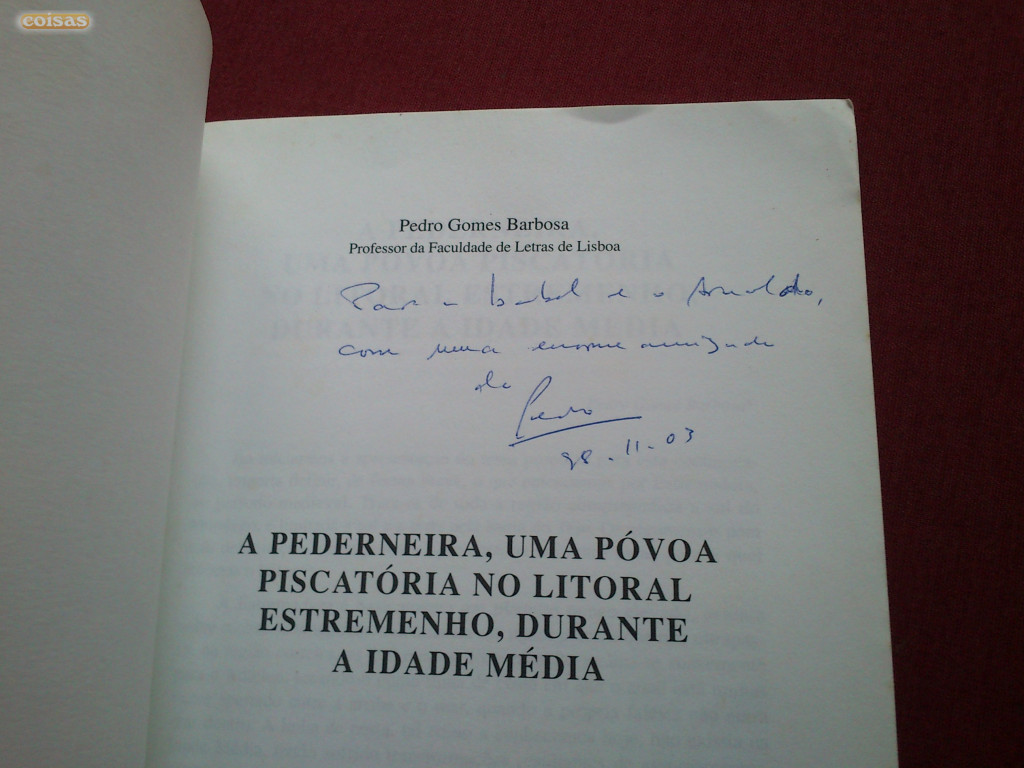 coisas
Pedro Gomes Barbosa
Professor da Faculdade de Letras de Lisboa
Para a Isabel e o Arnaldo,
com uma enorme amizade
do
Pedro
98.11.03
A PEDERNEIRA, UMA PÓVOA
PISCATÓRIA NO LITORAL
ESTREMENHO, DURANTE
A IDADE MÉDIA